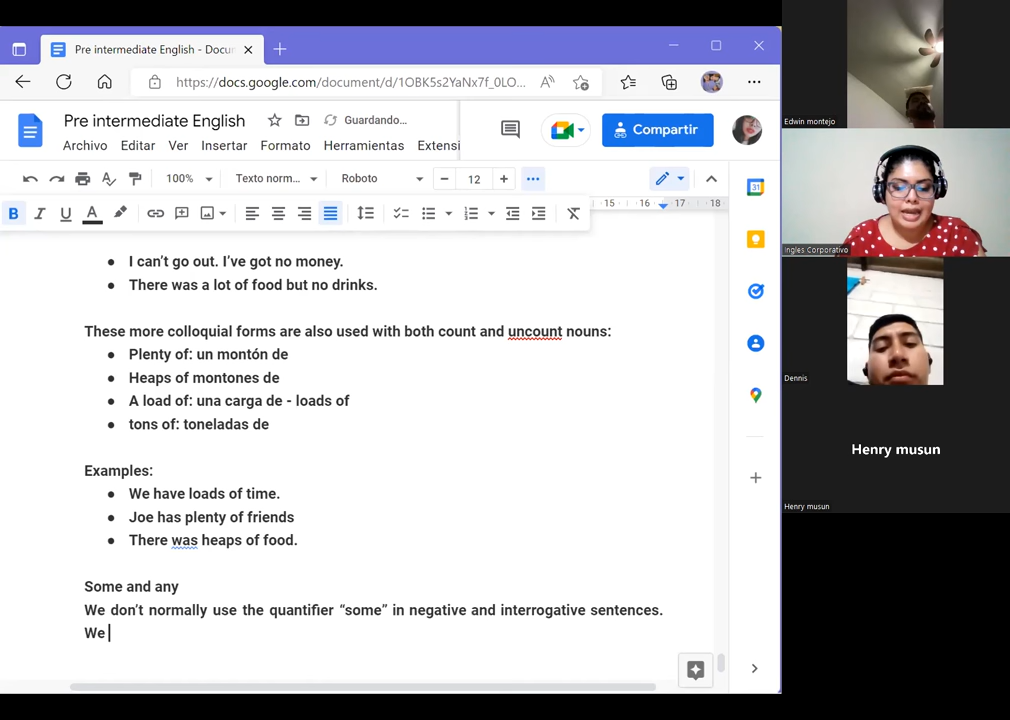 Pre intermediate English - Docun
https://docs.google.com/document/d/1OBK5s2YaNx7f_0LO...
Pre intermediate English
Guardando...
Compartir
Archivo Editar Ver Insertar Formato Herramientas Extensi
100% Texto norm... Roboto 12
B I U A
15 16 17 18
31
● I can't go out. I've got no money.
● There was a lot of food but no drinks.
These more colloquial forms are also used with both count and uncount nouns:
● Plenty of: un montón de
● Heaps of montones de
● A load of: una carga de - loads of
● tons of: toneladas de
Examples:
● We have loads of time.
● Joe has plenty of friends
● There was heaps of food.
Some and any
We don't normally use the quantifier “some” in negative and interrogative sentences.
We
Edwin montejo
Ingles Corporativo
Dennis
Henry musun
Henry musun